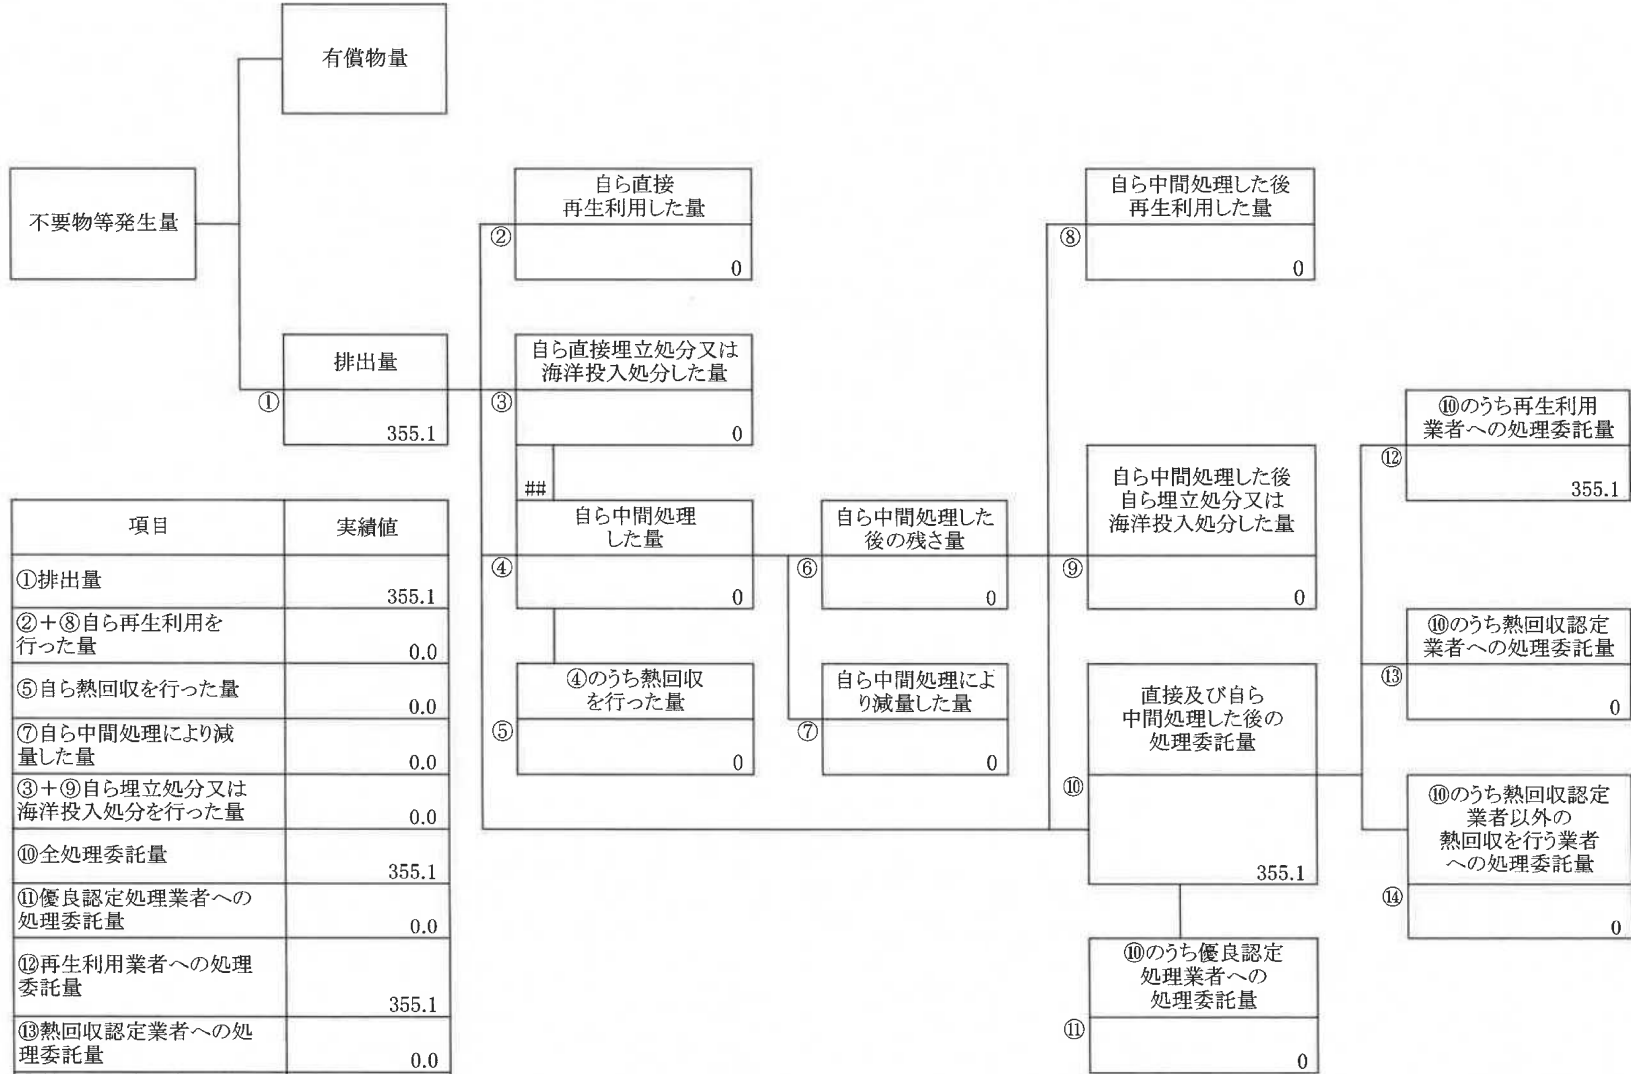 有償物量
不要物等発生量
自ら直接
再生利用した量
②
0
自ら中間処理した後
再生利用した量
⑧
0
排出量
①
355.1
自ら直接埋立処分又は
海洋投入処分した量
③
0
##
自ら中間処理
した量
④
0
自ら中間処理した
後の残さ量
⑥
0
自ら中間処理した後
自ら埋立処分又は
海洋投入処分した量
⑨
0
⑩のうち再生利用
業者への処理委託量
⑫
355.1
④のうち熱回収
を行った量
⑤
0
自ら中間処理によ
り減量した量
⑦
0
直接及び自ら
中間処理した後の
処理委託量
⑩
355.1
⑩のうち熱回収認定
業者への処理委託量
⑬
0
⑩のうち熱回収認定
業者以外の
熱回収を行う業者
への処理委託量
⑭
0
⑩のうち優良認定
処理業者への
処理委託量
⑪
0
項目 実績値
①排出量
355.1
②+⑧自ら再生利用を
行った量
0.0
⑤自ら熱回収を行った量
0.0
⑦自ら中間処理により減
量した量
0.0
③+⑨自ら埋立処分又は
海洋投入処分を行った量
0.0
⑩全処理委託量
355.1
⑪優良認定処理業者への
処理委託量
0.0
⑫再生利用業者への処理
委託量
355.1
⑬熱回収認定業者への処
理委託量
0.0